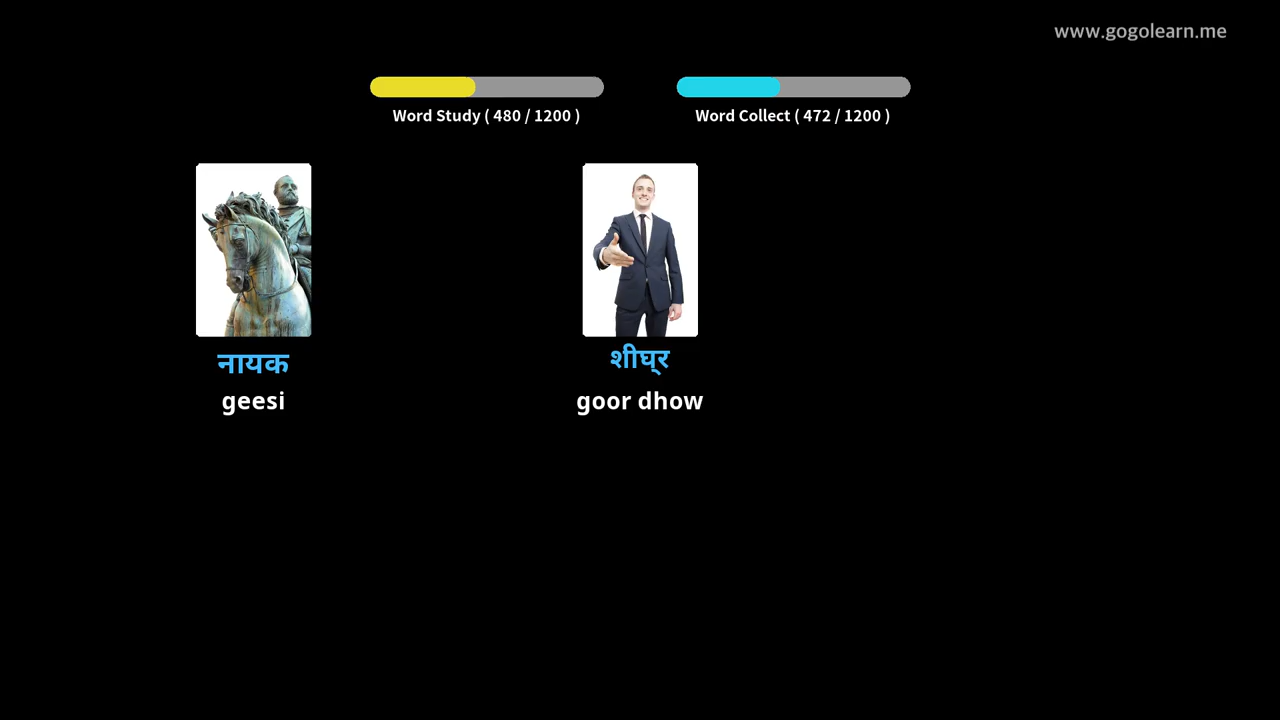 www.gogolearn.me
Word Study ( 480 / 1200 )
Word Collect ( 472 / 1200 )
नायक
geesi
शीघ्र
goor dhow